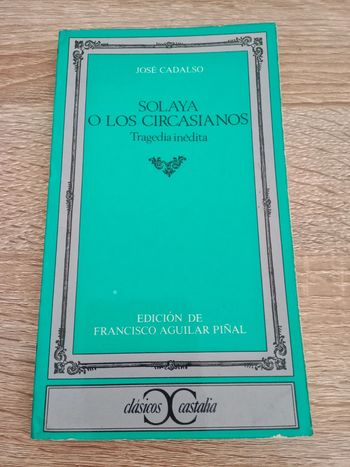 JOSÉ CADALSO
SOLAYA
O LOS CIRCASIANOS
Tragedia inédita
EDICIÓN DE
FRANCISCO AGUILAR PIÑAL
clásicos castalia